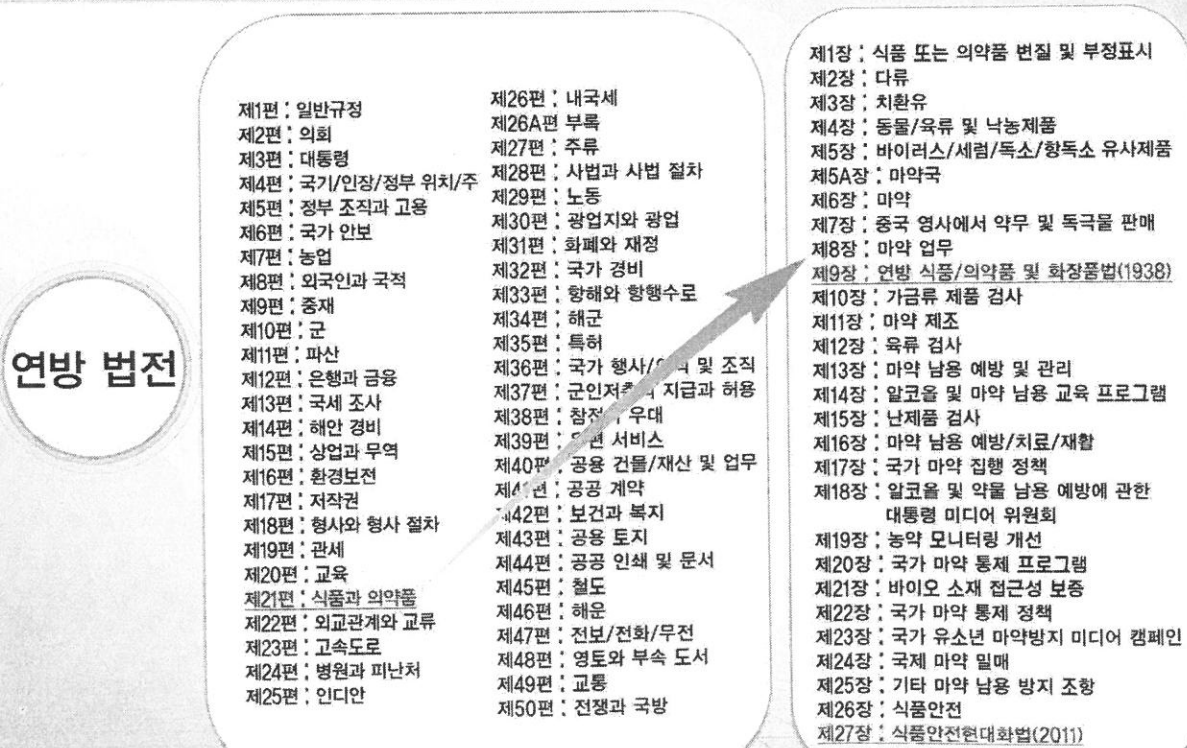 연방 법전
제1편 : 일반규정
제2편 : 의회
제3편 : 대통령
제4편 : 국기/인장/정부 위치/주
제5편 : 정부 조직과 고용
제6편 : 국가 안보
제7편 : 농업
제8편 : 외국인과 국적
제9편 : 중재
제10편 : 군
제11편 : 파산
제12편 : 은행과 금융
제13편 : 국세 조사
제14편 : 해안 경비
제15편 : 상업과 무역
제16편 : 환경보전
제17편 : 저작권
제18편 : 형사와 형사 절차
제19편 : 관세
제20편 : 교육
제21편 : 식품과 의약품
제22편 : 외교관계와 교류
제23편 : 고속도로
제24편 : 병원과 피난처
제25편 : 인디안
제26편 : 내국세
제26A편 부록
제27편 : 주류
제28편 : 사법과 사법 절차
제29편 : 노동
제30편 : 광업지와 광업
제31편 : 화폐와 재정
제32편 : 국가 경비
제33편 : 항해와 항행수로
제34편 : 해군
제35편 : 특허
제36편 : 국가 행사/ 및 조직
제37편 : 지급과 허용
제38편 : 우대
제39편 : 서비스
제40편 : 공용 건물/재산 및 업무
제41편 : 공공 계약
제42편 : 보건과 복지
제43편 : 공용 토지
제44편 : 공공 인쇄 및 문서
제45편 : 철도
제46편 : 해운
제47편 : 전보/전화/무전
제48편 : 영토와 부속 도서
제49편 : 교통
제50편 : 전쟁과 국방
제1장 : 식품 또는 의약품 변질 및 부정표시
제2장 : 다류
제3장 : 치환유
제4장 : 동물/육류 및 낙농제품
제5장 : 바이러스/세럼/독소/항독소 유사제품
제5A장 : 마약국
제6장 : 마약
제7장 : 중국 영사에서 약무 및 독극물 판매
제8장 : 마약 업무
제9장 : 연방 식품/의약품 및 화장품법(1938)
제10장 : 가금류 제품 검사
제11장 : 마약 제조
제12장 : 육류 검사
제13장 : 마약 남용 예방 및 관리
제14장 : 알코올 및 마약 남용 교육 프로그램
제15장 : 난제품 검사
제16장 : 마약 남용 예방/치료/재활
제17장 : 국가 마약 집행 정책
제18장 : 알코올 및 약물 남용 예방에 관한
대통령 미디어 위원회
제19장 : 농약 모니터링 개선
제20장 : 국가 마약 통제 프로그램
제21장 : 바이오 소재 접근성 보증
제22장 : 국가 마약 통제 정책
제23장 : 국가 유소년 마약방지 미디어 캠페인
제24장 : 국제 마약 밀매
제25장 : 기타 마약 남용 방지 조항
제26장 : 식품안전
제27장 : 식품안전현대화법(2011)